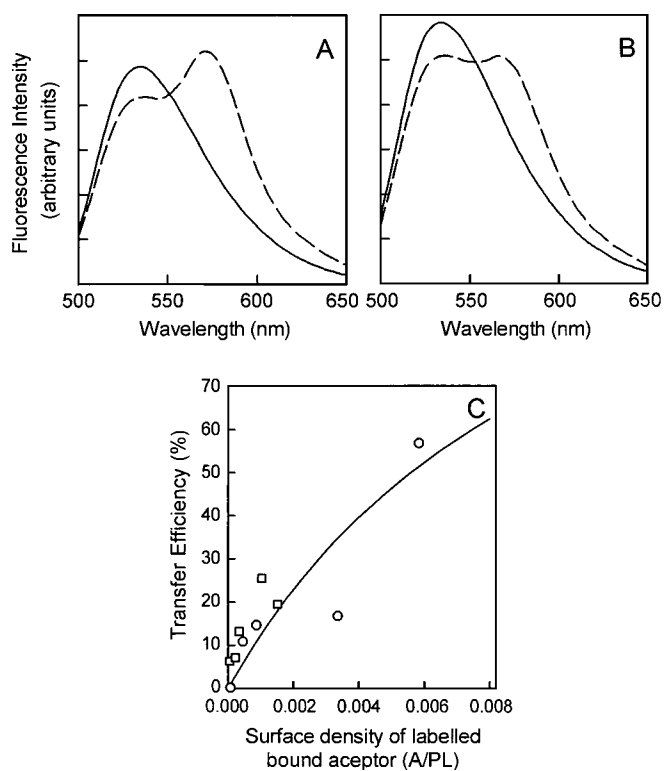 A
B
Fluorescence Intensity
(arbitrary units)
500 550 600 650
500 550 600 650
Wavelength (nm)
Wavelength (nm)
C
Transfer Efficiency (%)
70
60
50
40
30
20
10
0
0.000 0.002 0.004 0.006 0.008
Surface density of labelled
bound aceptor (A/PL)